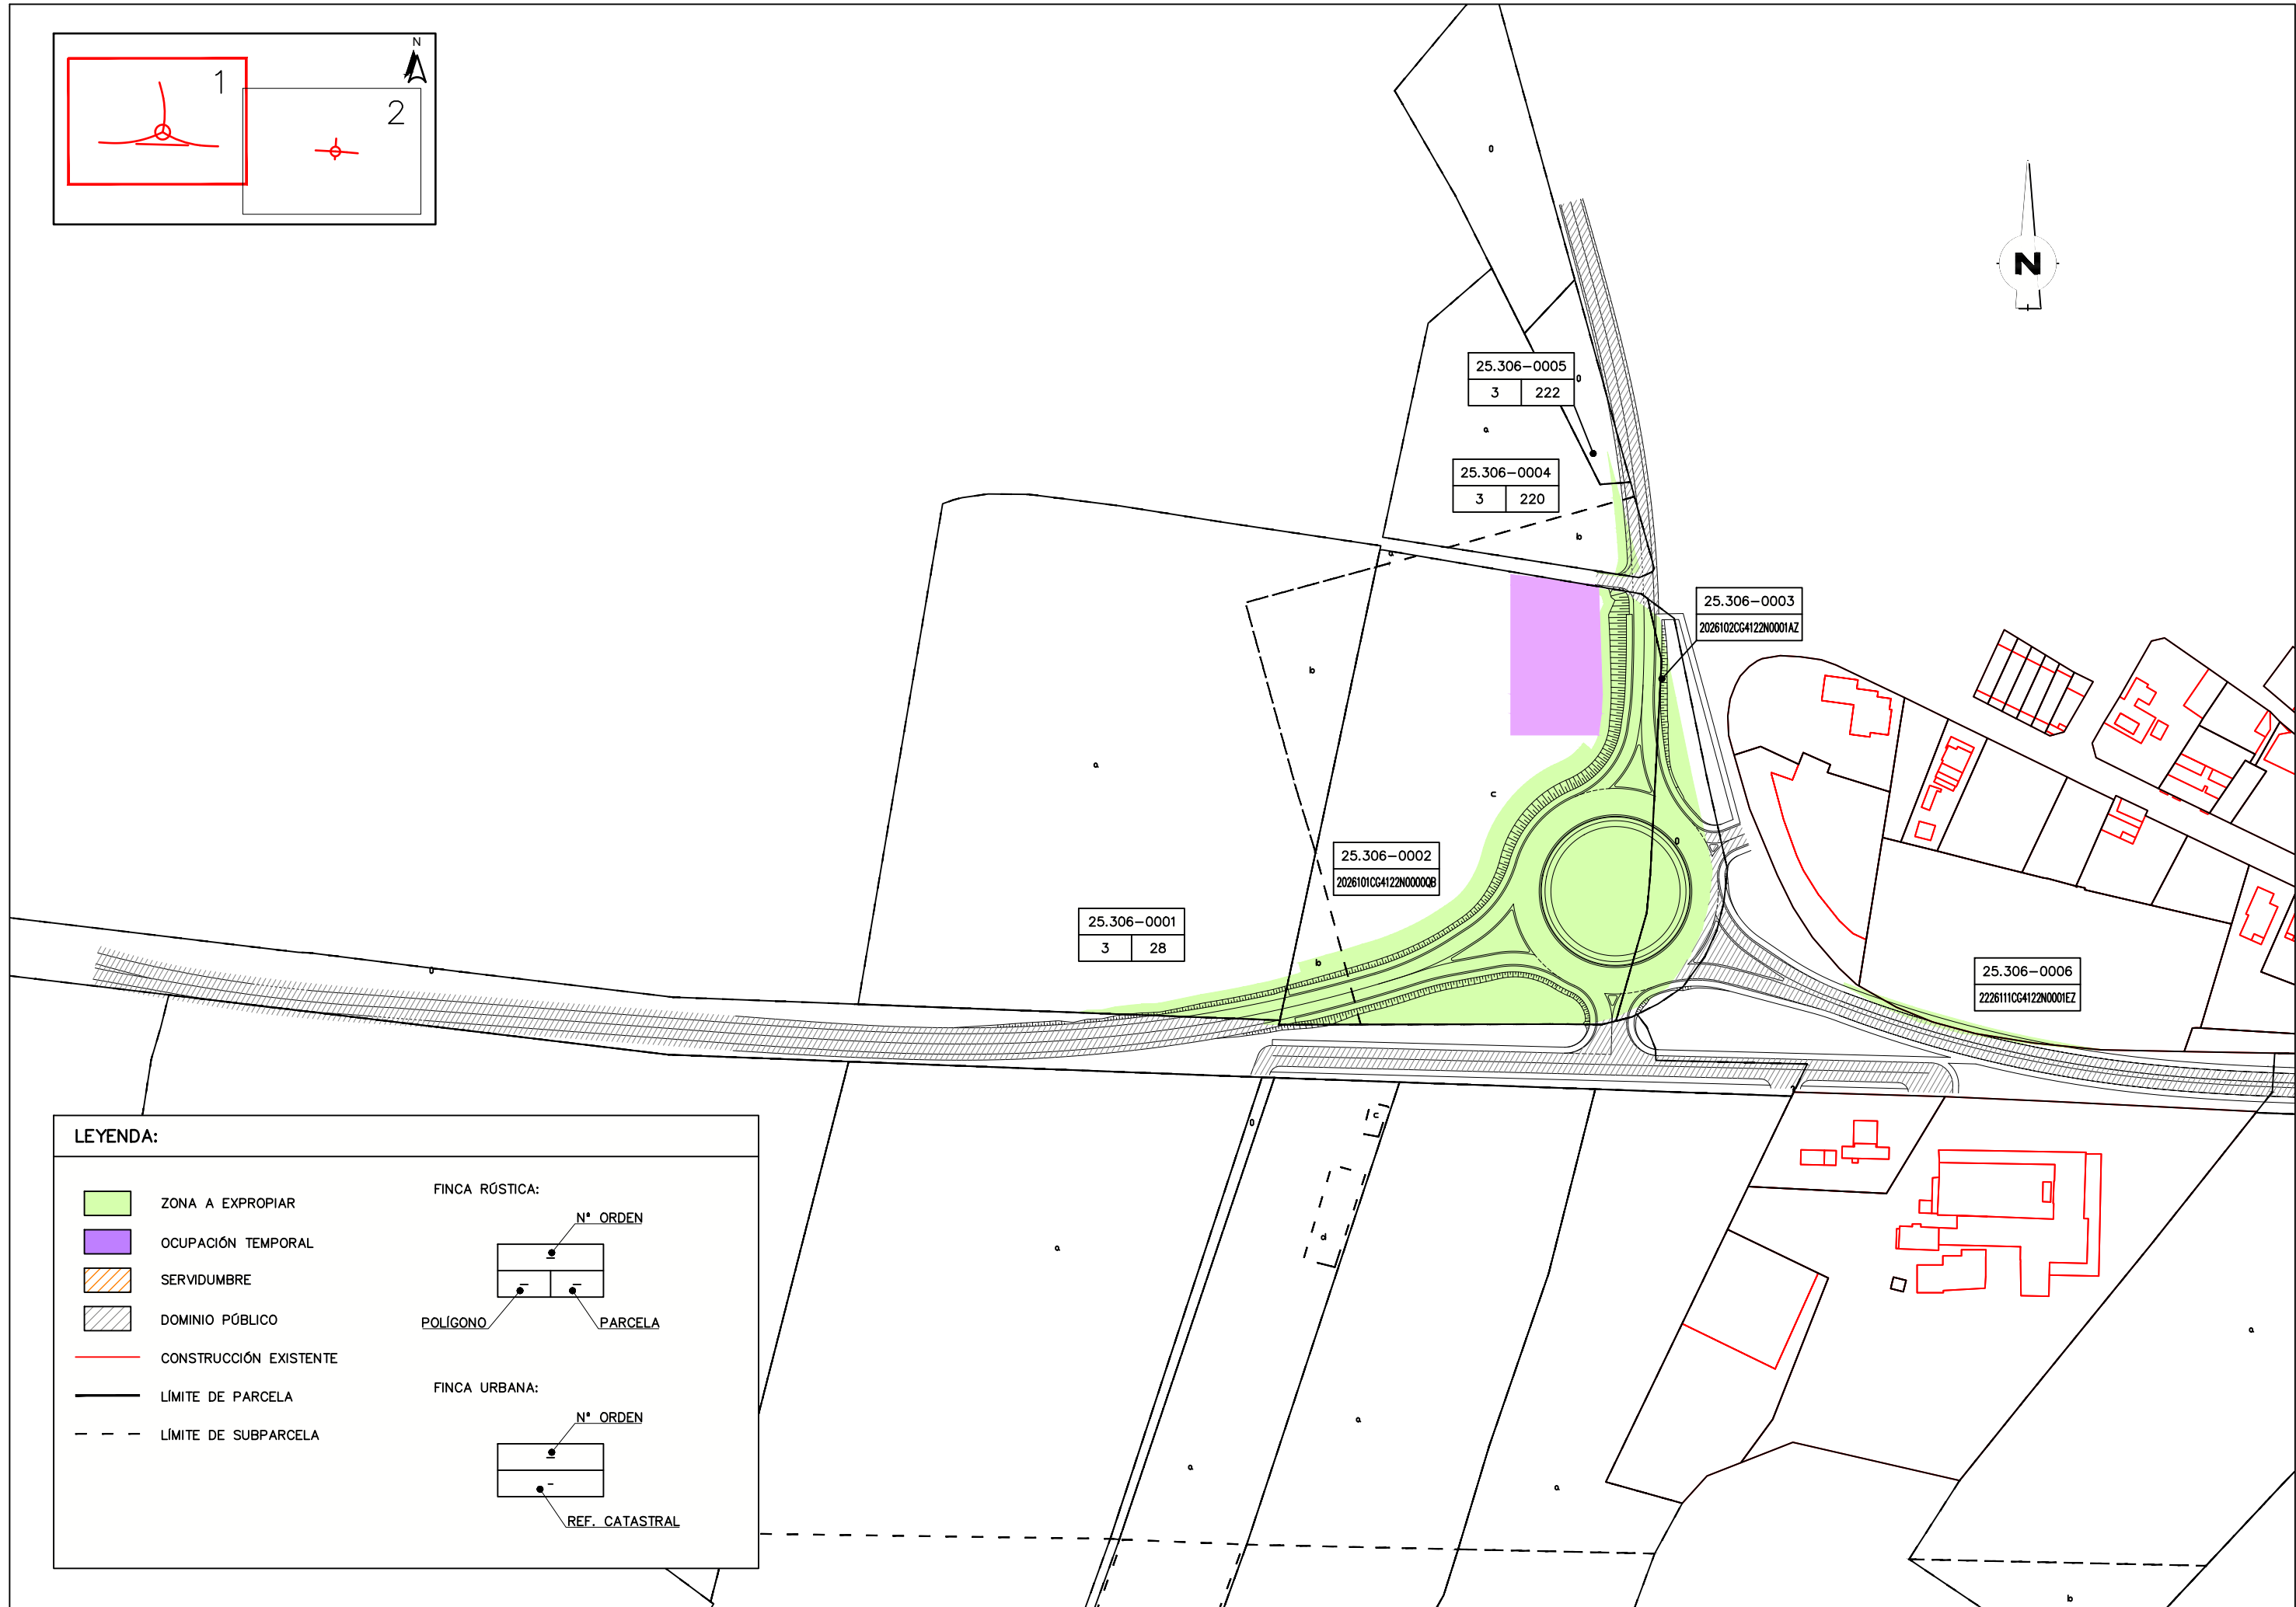 N
1
2
0
N
25.306-0005
3 222
0
a
25.306-0004
3 220
b
a
25.306-0003
2026102CG4122N0001AZ
b
a
c
0
25.306-0002
2026101CG4122N0000QB
25.306-0001
3 28
b
0
25.306-0006
2226111CG4122N0001EZ
c
0
d
a
a
a
a
a
b
LEYENDA:
ZONA A EXPROPIAR
OCUPACIÓN TEMPORAL
SERVIDUMBRE
DOMINIO PÚBLICO
CONSTRUCCIÓN EXISTENTE
LÍMITE DE PARCELA
LÍMITE DE SUBPARCELA
FINCA RÚSTICA:
Nº ORDEN
POLÍGONO
PARCELA
FINCA URBANA:
Nº ORDEN
REF. CATASTRAL